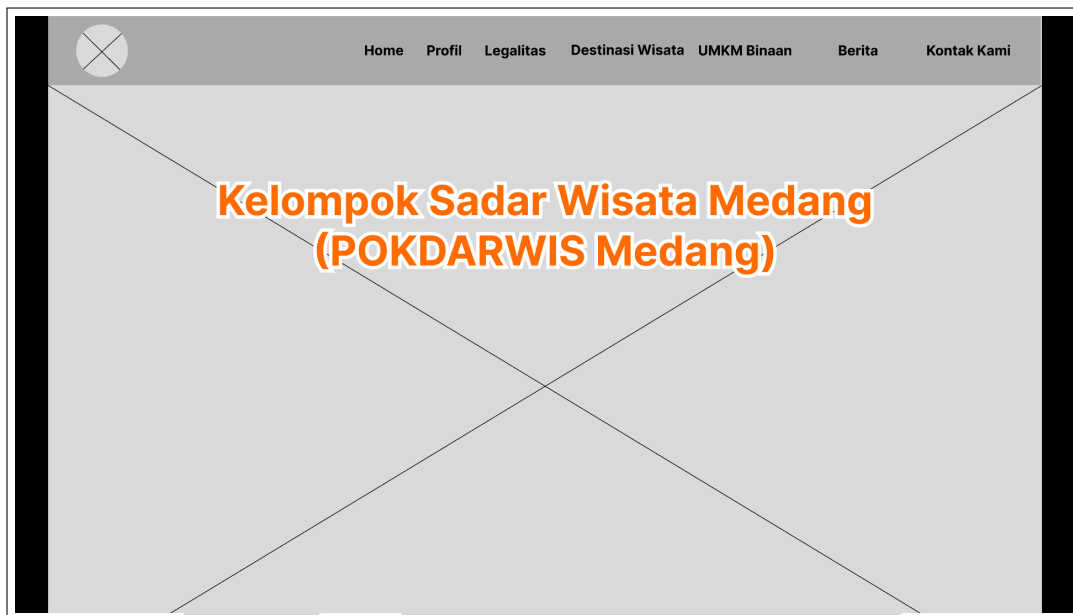 Home Profil Legalitas Destinasi Wisata UMKM Binaan Berita Kontak Kami
Kelompok Sadar Wisata Medang
(POKDARWIS Medang)